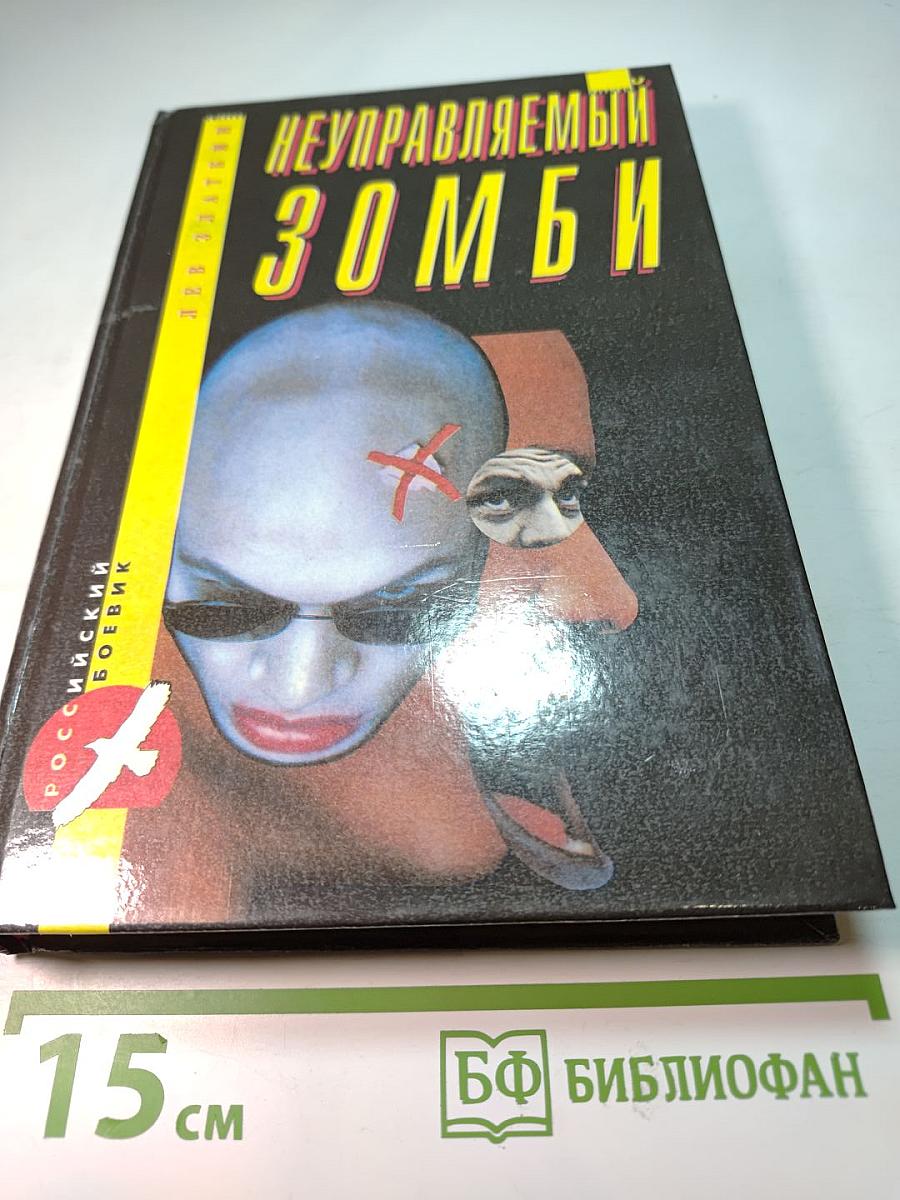 НЕУПРАВЛЯЕМЫЙ
ЗОМБИ
ЛЕВ ЗЛАТКИН
РОССИЙСКИЙ
БОЕВИК
15 см
БФ БИБЛИОФАН